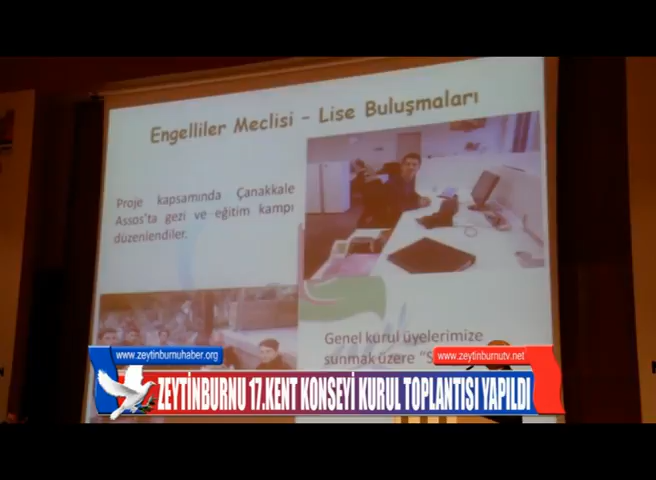 Engelliler Meclisi – Lise Buluşmaları
Proje kapsamında Çanakkale
Assos'ta gezi ve eğitim kampı
düzenlendiler.
Genel kurul üyelerimize
sunmak üzere "S
www.zeytinburnuhaber.org
www.zeytinburnutv.net
ZEYTİNBURNU 17.KENT KONSEYİ KURUL TOPLANTISI YAPILDI